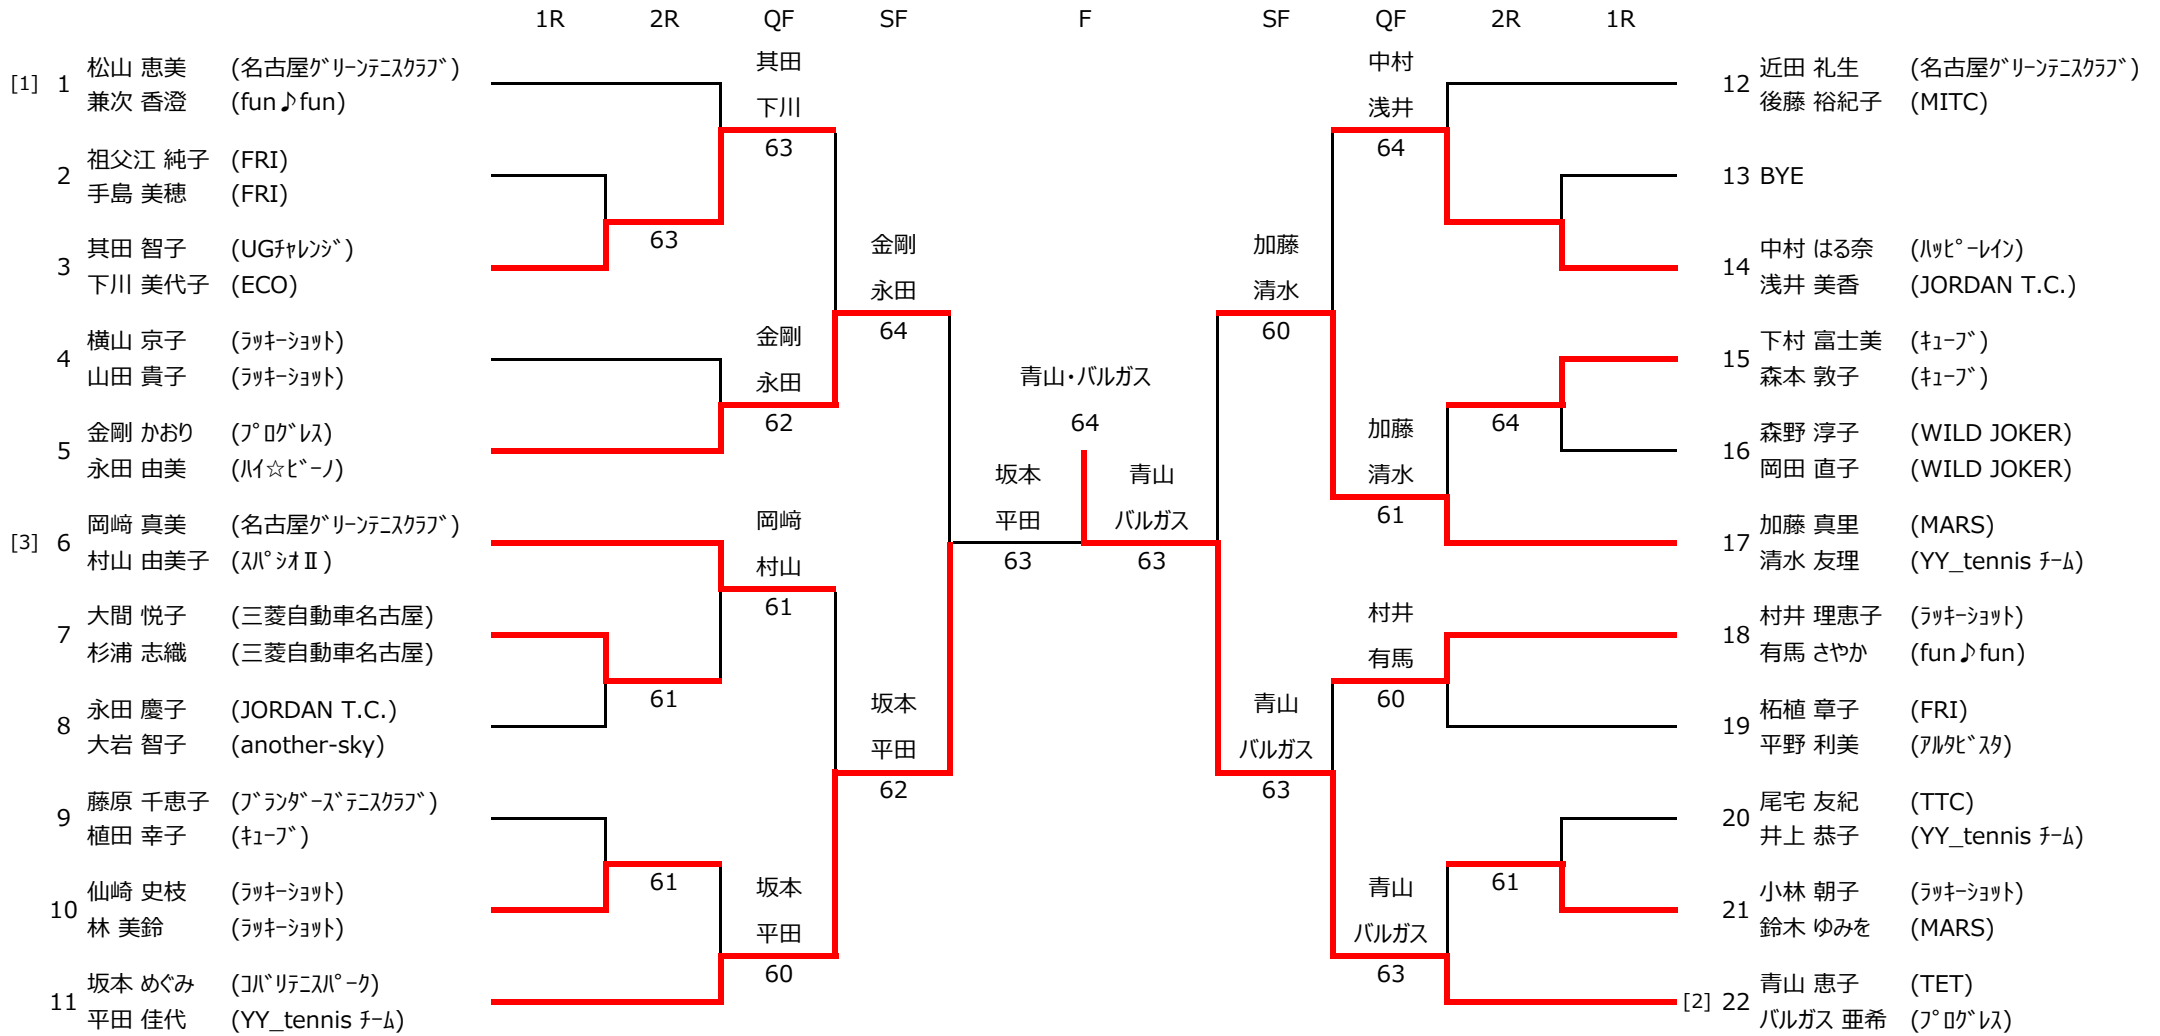 1R 2R QF SF F SF QF 2R 1R
[1] 1 松山 恵美 (名古屋ｸﾞﾘｰﾝﾃﾆｽｸﾗﾌﾞ)
兼次 香澄 (fun♪fun)
2 祖父江 純子 (FRI)
手島 美穂 (FRI)
3 其田 智子 (UGﾁｬﾚﾝｼﾞ)
下川 美代子 (ECO)
4 横山 京子 (ﾗｯｷｰｼｮｯﾄ)
山田 貴子 (ﾗｯｷｰｼｮｯﾄ)
5 金剛 かおり (ﾌﾟﾛｸﾞﾚｽ)
永田 由美 (ﾊｲ☆ﾋﾞｰﾉ)
[3] 6 岡﨑 真美 (名古屋ｸﾞﾘｰﾝﾃﾆｽｸﾗﾌﾞ)
村山 由美子 (ｽﾊﾟｼｵⅡ)
7 大間 悦子 (三菱自動車名古屋)
杉浦 志織 (三菱自動車名古屋)
8 永田 慶子 (JORDAN T.C.)
大岩 智子 (another-sky)
9 藤原 千恵子 (ﾌﾞﾗﾝﾀﾞｰｽﾞﾃﾆｽｸﾗﾌﾞ)
植田 幸子 (ｷｭｰﾌﾞ)
10 仙崎 史枝 (ﾗｯｷｰｼｮｯﾄ)
林 美鈴 (ﾗｯｷｰｼｮｯﾄ)
11 坂本 めぐみ (ｺﾊﾞﾘﾃﾆｽﾊﾟｰｸ)
平田 佳代 (YY_tennis ﾁｰﾑ)
63
61
61
其田
下川
63
金剛
永田
62
岡﨑
村山
61
坂本
平田
60
金剛
永田
64
坂本
平田
62
坂本
平田
63
青山・バルガス
64
青山
バルガス
63
加藤
清水
60
青山
バルガス
63
中村
浅井
64
加藤
清水
61
村井
有馬
60
青山
バルガス
63
64
61
12 近田 礼生 (名古屋ｸﾞﾘｰﾝﾃﾆｽｸﾗﾌﾞ)
後藤 裕紀子 (MITC)
13 BYE
14 中村 はる奈 (ﾊｯﾋﾟｰﾚｲﾝ)
浅井 美香 (JORDAN T.C.)
15 下村 富士美 (ｷｭｰﾌﾞ)
森本 敦子 (ｷｭｰﾌﾞ)
16 森野 淳子 (WILD JOKER)
岡田 直子 (WILD JOKER)
17 加藤 真里 (MARS)
清水 友理 (YY_tennis ﾁｰﾑ)
18 村井 理恵子 (ﾗｯｷｰｼｮｯﾄ)
有馬 さやか (fun♪fun)
19 柘植 章子 (FRI)
平野 利美 (ｱﾙﾀﾋﾞｽﾀ)
20 尾宅 友紀 (TTC)
井上 恭子 (YY_tennis ﾁｰﾑ)
21 小林 朝子 (ﾗｯｷｰｼｮｯﾄ)
鈴木 ゆみを (MARS)
[2] 22 青山 恵子 (TET)
バルガス 亜希 (ﾌﾟﾛｸﾞﾚｽ)